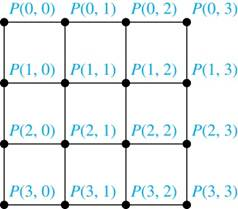 P(0, 0) P(0, 1) P(0, 2) P(0, 3)
P(1, 0) P(1, 1) P(1, 2) P(1, 3)
P(2, 0) P(2, 1) P(2, 2) P(2, 3)
P(3, 0) P(3, 1) P(3, 2) P(3, 3)